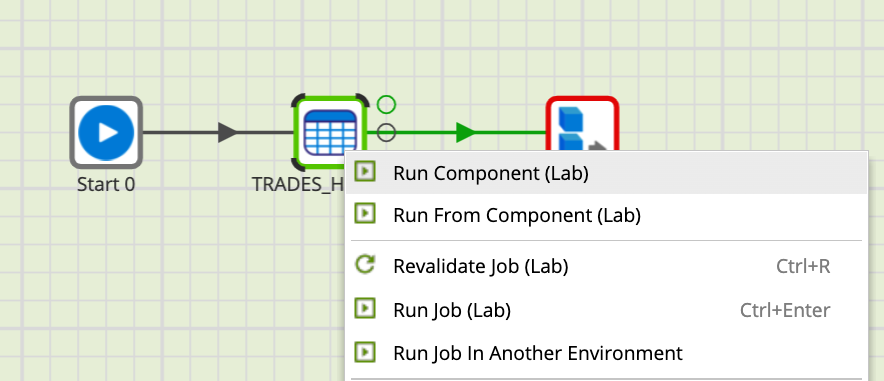 Start 0
TRADES_H
Run Component (Lab)
Run From Component (Lab)
Revalidate Job (Lab) Ctrl+R
Run Job (Lab) Ctrl+Enter
Run Job In Another Environment